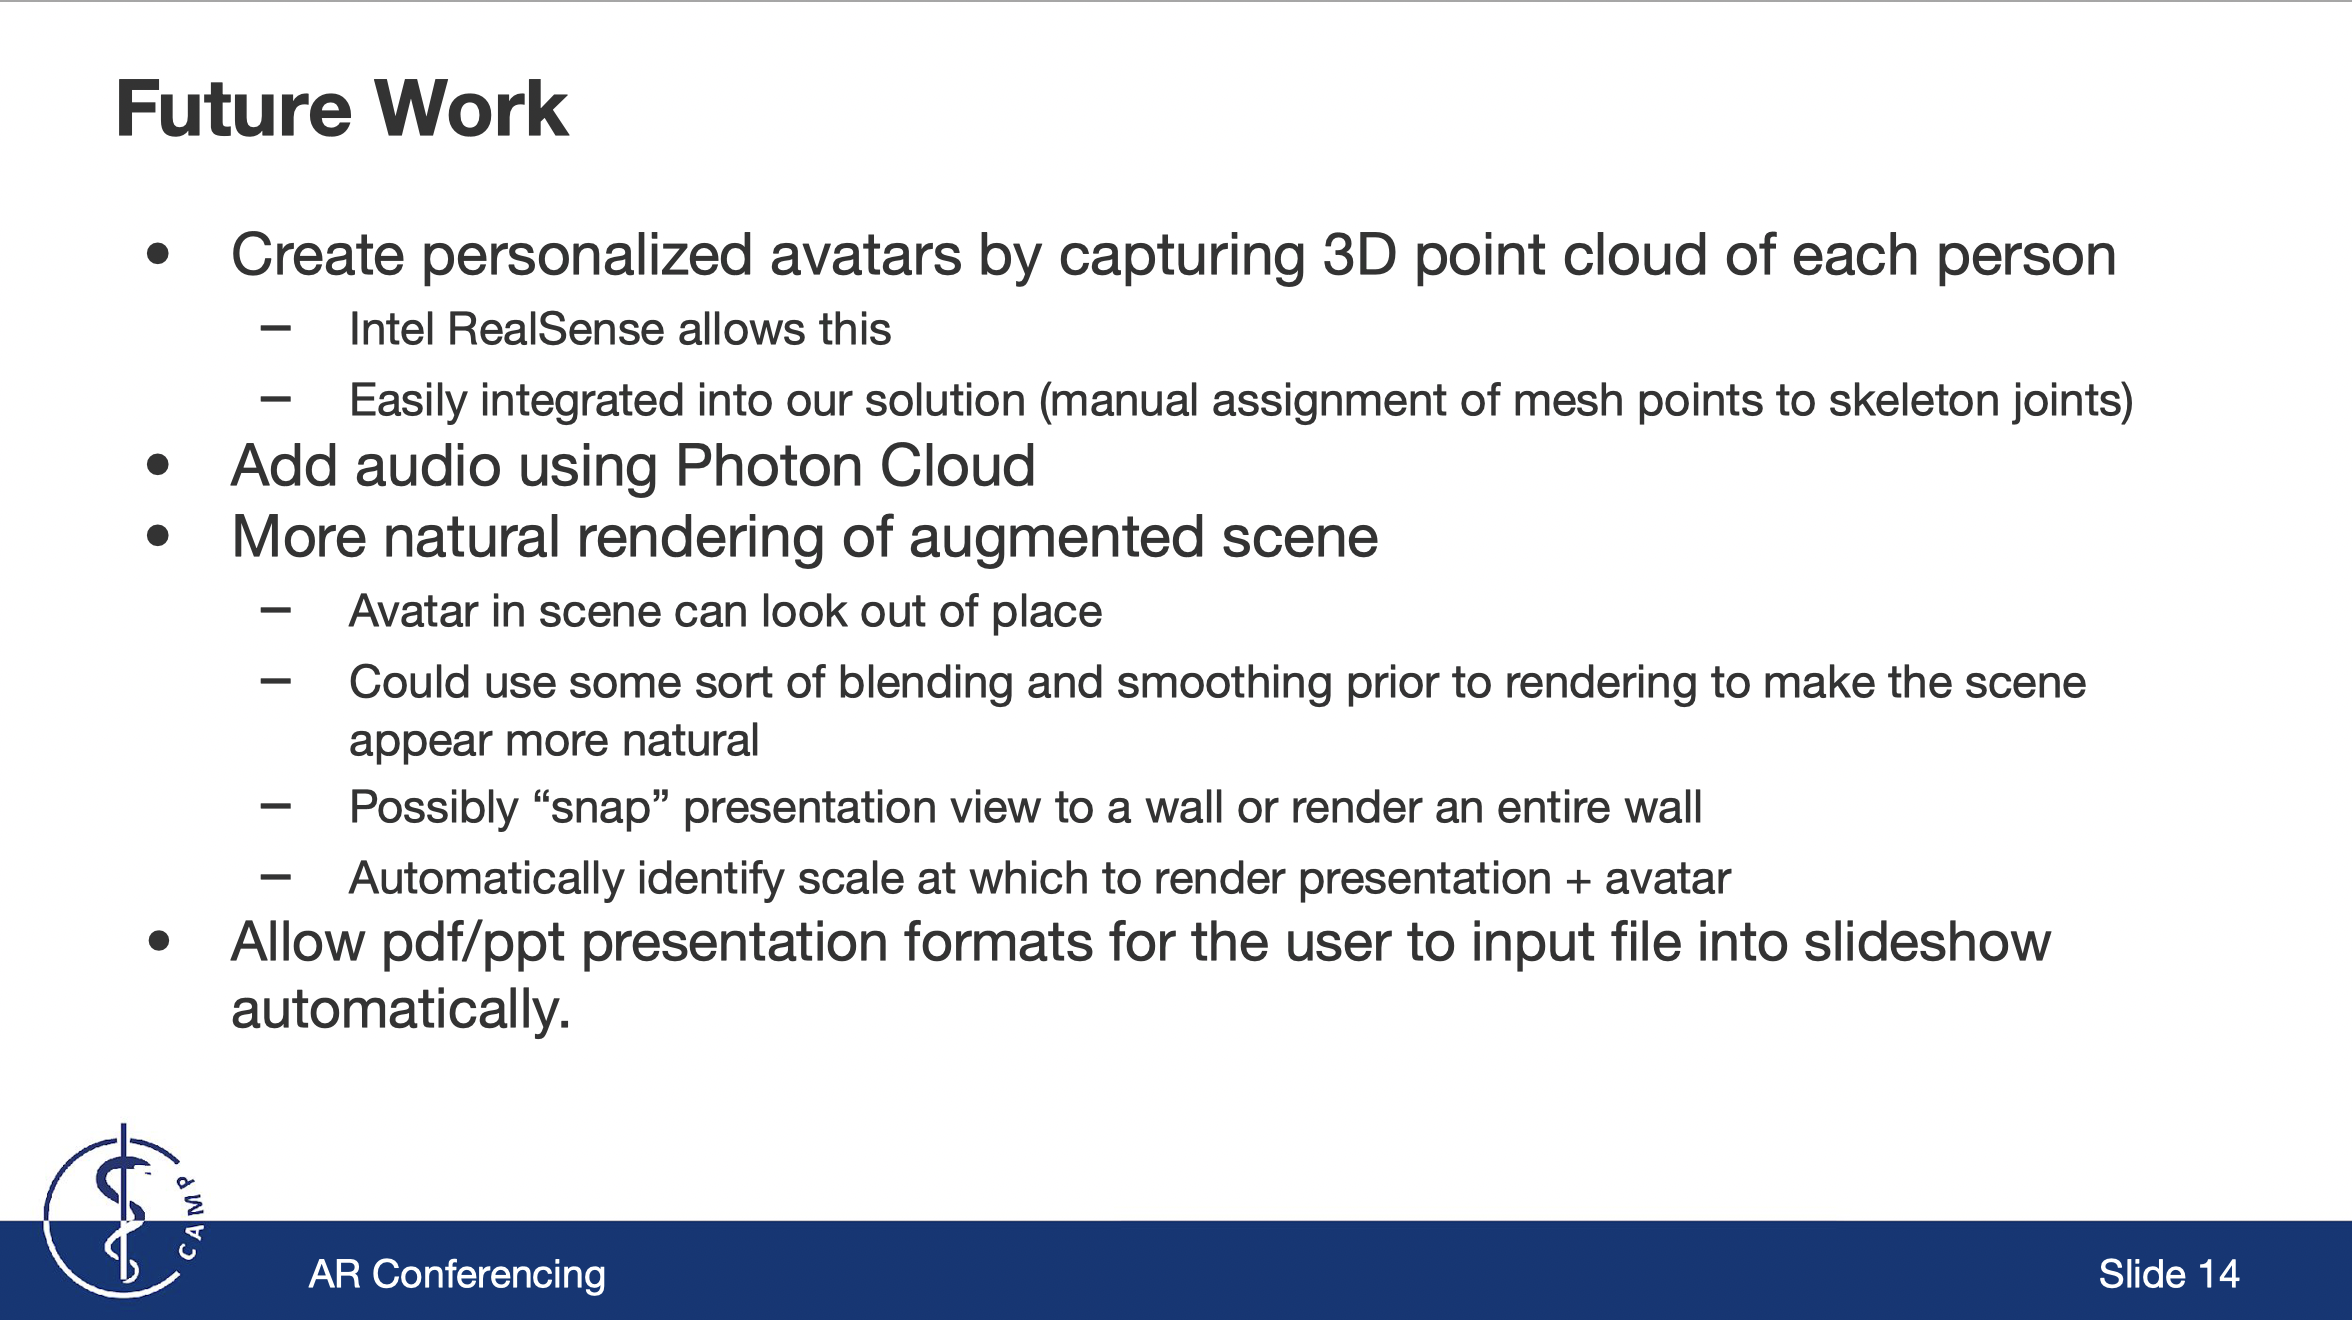 Future Work
• Create personalized avatars by capturing 3D point cloud of each person
– Intel RealSense allows this
– Easily integrated into our solution (manual assignment of mesh points to skeleton joints)
• Add audio using Photon Cloud
• More natural rendering of augmented scene
– Avatar in scene can look out of place
– Could use some sort of blending and smoothing prior to rendering to make the scene
appear more natural
– Possibly “snap” presentation view to a wall or render an entire wall
– Automatically identify scale at which to render presentation + avatar
• Allow pdf/ppt presentation formats for the user to input file into slideshow
automatically.
CAMP
AR Conferencing
Slide 14